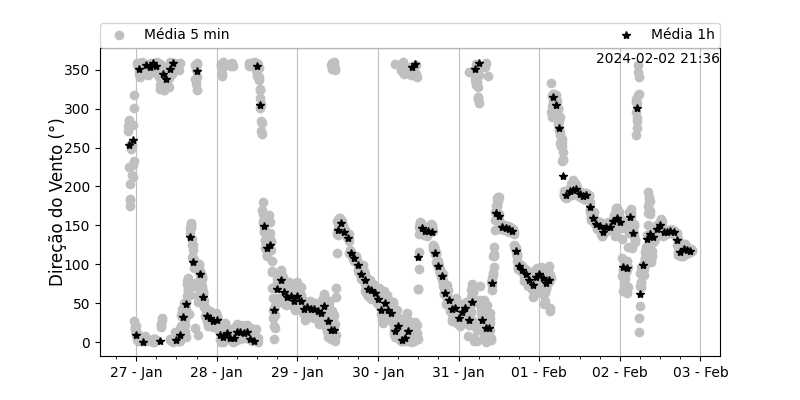 Média 5 min
Média 1h
2024-02-02 21:36
Direção do Vento (°)
350
300
250
200
150
100
50
0
27 - Jan
28 - Jan
29 - Jan
30 - Jan
31 - Jan
01 - Feb
02 - Feb
03 - Feb